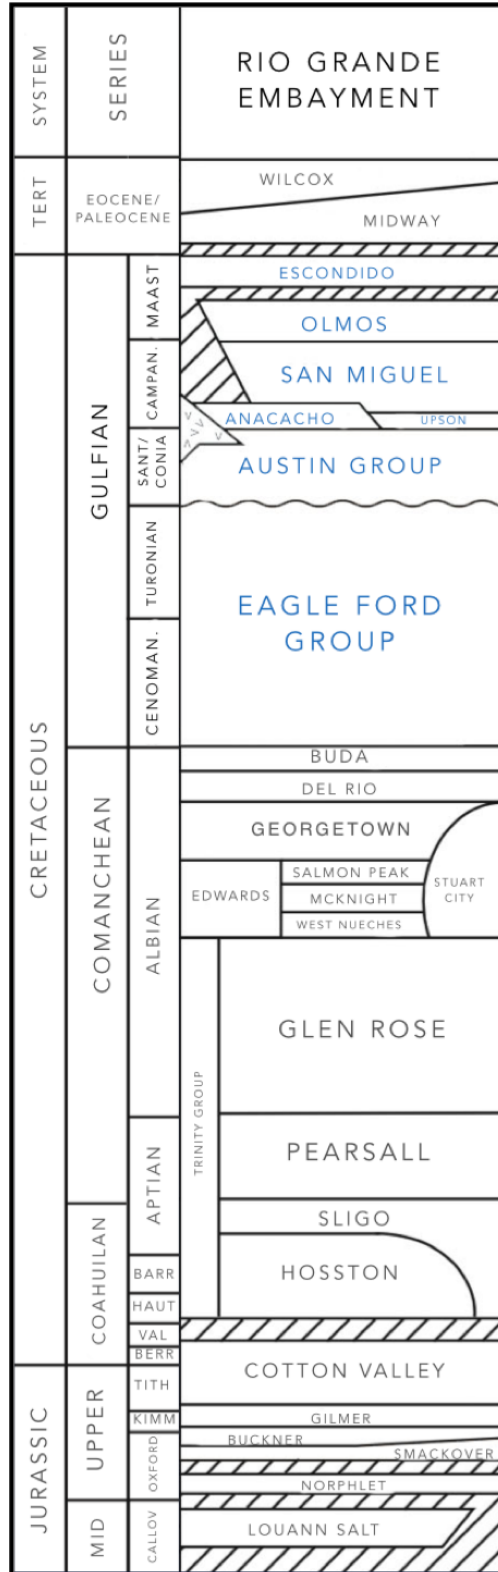 SYSTEM
SERIES
RIO GRANDE
EMBAYMENT
TERT
EOCENE/
PALEOCENE
WILCOX
MIDWAY
CRETACEOUS
GULFIAN
MAAST
ESCONDIDO
OLMOS
CAMPAN.
SAN MIGUEL
ANACACHO
UPSON
SANT/
CONIA
AUSTIN GROUP
TURONIAN
EAGLE FORD
GROUP
CENOMAN.
COMANCHEAN
ALBIAN
BUDA
DEL RIO
GEORGETOWN
EDWARDS
SALMON PEAK
MCKNIGHT
WEST NUECHES
STUART
CITY
TRINITY GROUP
GLEN ROSE
APTIAN
PEARSALL
SLIGO
COAHUILAN
BARR
HOSSTON
HAUT
VAL
BERR
COTTON VALLEY
JURASSIC
UPPER
TITH
KIMM
GILMER
OXFORD
BUCKNER
SMACKOVER
NORPHLET
MID
CALLOV
LOUANN SALT